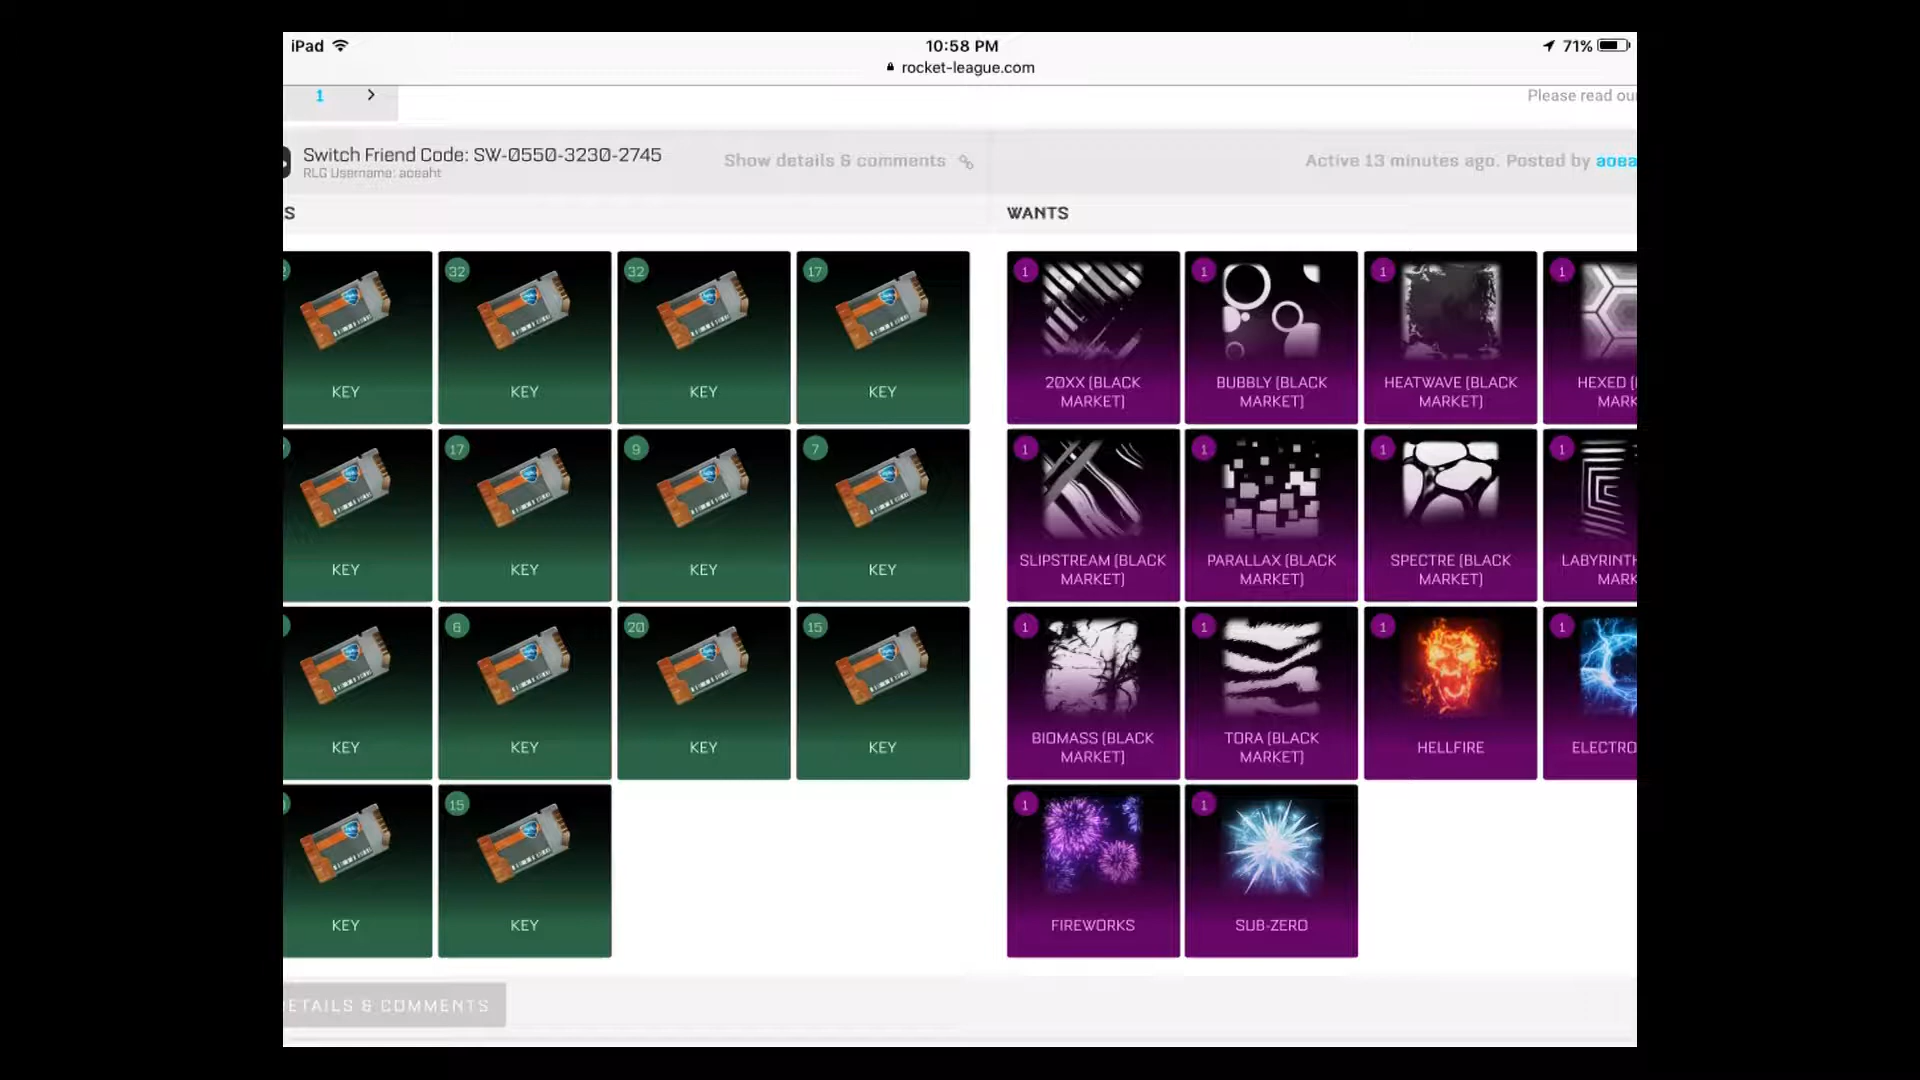 iPad 10:58 PM 71%
rocket-league.com
1 Please read
Switch Friend Code: SW-0550-3230-2745 Show details & comments Active 13 minutes ago. Posted by
RLG Username: aoeaht
S WANTS
32 32 17 1 1 1 1
KEY KEY KEY KEY
20XX (BLACK MARKET) BUBBLY (BLACK MARKET) HEATWAVE (BLACK MARKET) HEXED
17 9 7 1 1 1 1
KEY KEY KEY KEY
SLIPSTREAM (BLACK MARKET) PARALLAX (BLACK MARKET) SPECTRE (BLACK MARKET) LABYRINTH
6 20 15 1 1 1 1
KEY KEY KEY KEY
BIOMASS (BLACK MARKET) TORA (BLACK MARKET) HELLFIRE ELECTRO
15 1 1
KEY KEY FIREWORKS SUB-ZERO
ETAILS & COMMENTS